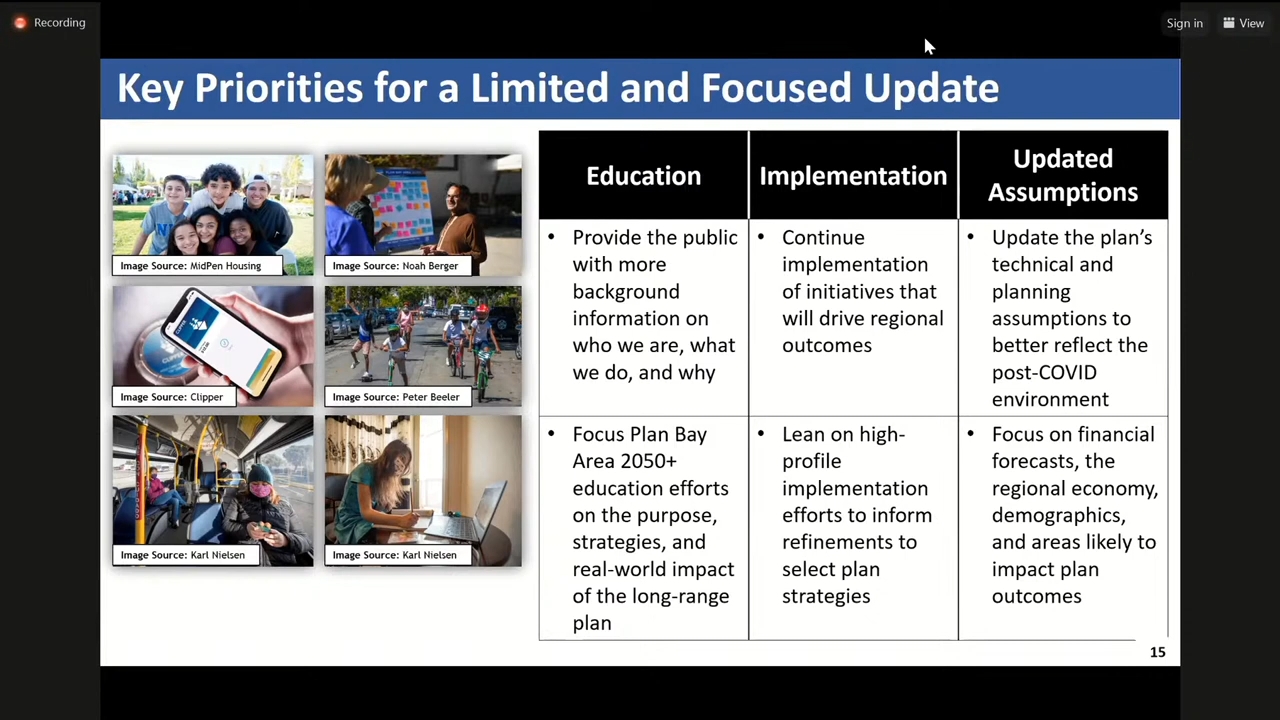 Recording
Sign in
View
Key Priorities for a Limited and Focused Update
Image Source: MidPen Housing
Image Source: Noah Berger
Image Source: Clipper
Image Source: Peter Beeler
Image Source: Karl Nielsen
Image Source: Karl Nielsen
Education
• Provide the public
with more
background
information on
who we are, what
we do, and why
• Focus Plan Bay
Area 2050+
education efforts
on the purpose,
strategies, and
real-world impact
of the long-range
plan
Implementation
• Continue
implementation
of initiatives that
will drive regional
outcomes
• Lean on high-
profile
implementation
efforts to inform
refinements to
select plan
strategies
Updated
Assumptions
• Update the plan's
technical and
planning
assumptions to
better reflect the
post-COVID
environment
• Focus on financial
forecasts, the
regional economy,
demographics,
and areas likely to
impact plan
outcomes
15